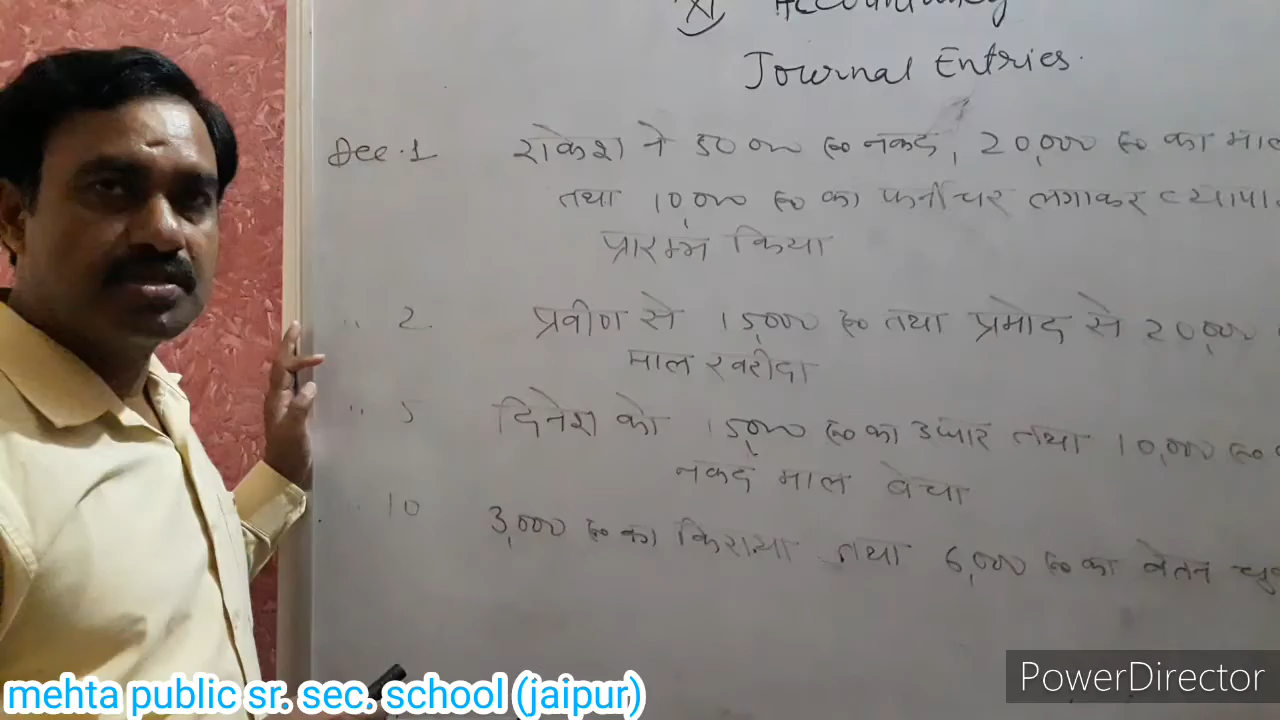 XI Accountancy
Journal Entries.
Dec. 1 राकेश ने 50000 रु० नकद, 20,000 रु० का माल
तथा 10,000 रु० का फर्नीचर लगाकर व्यापा
प्रारम्भ किया
" 2. प्रवीण से 15,000 रु० तथा प्रमोद से 20,000
माल खरीदा
" 5 दिनेश को 15,000 रु० का उधार तथा 10,000 रु०
नकद माल बेचा
" 10 3,000 रु० का किराया तथा 6,000 रु० का वेतन चु
mehta public sr. sec. school (jaipur)
PowerDirector